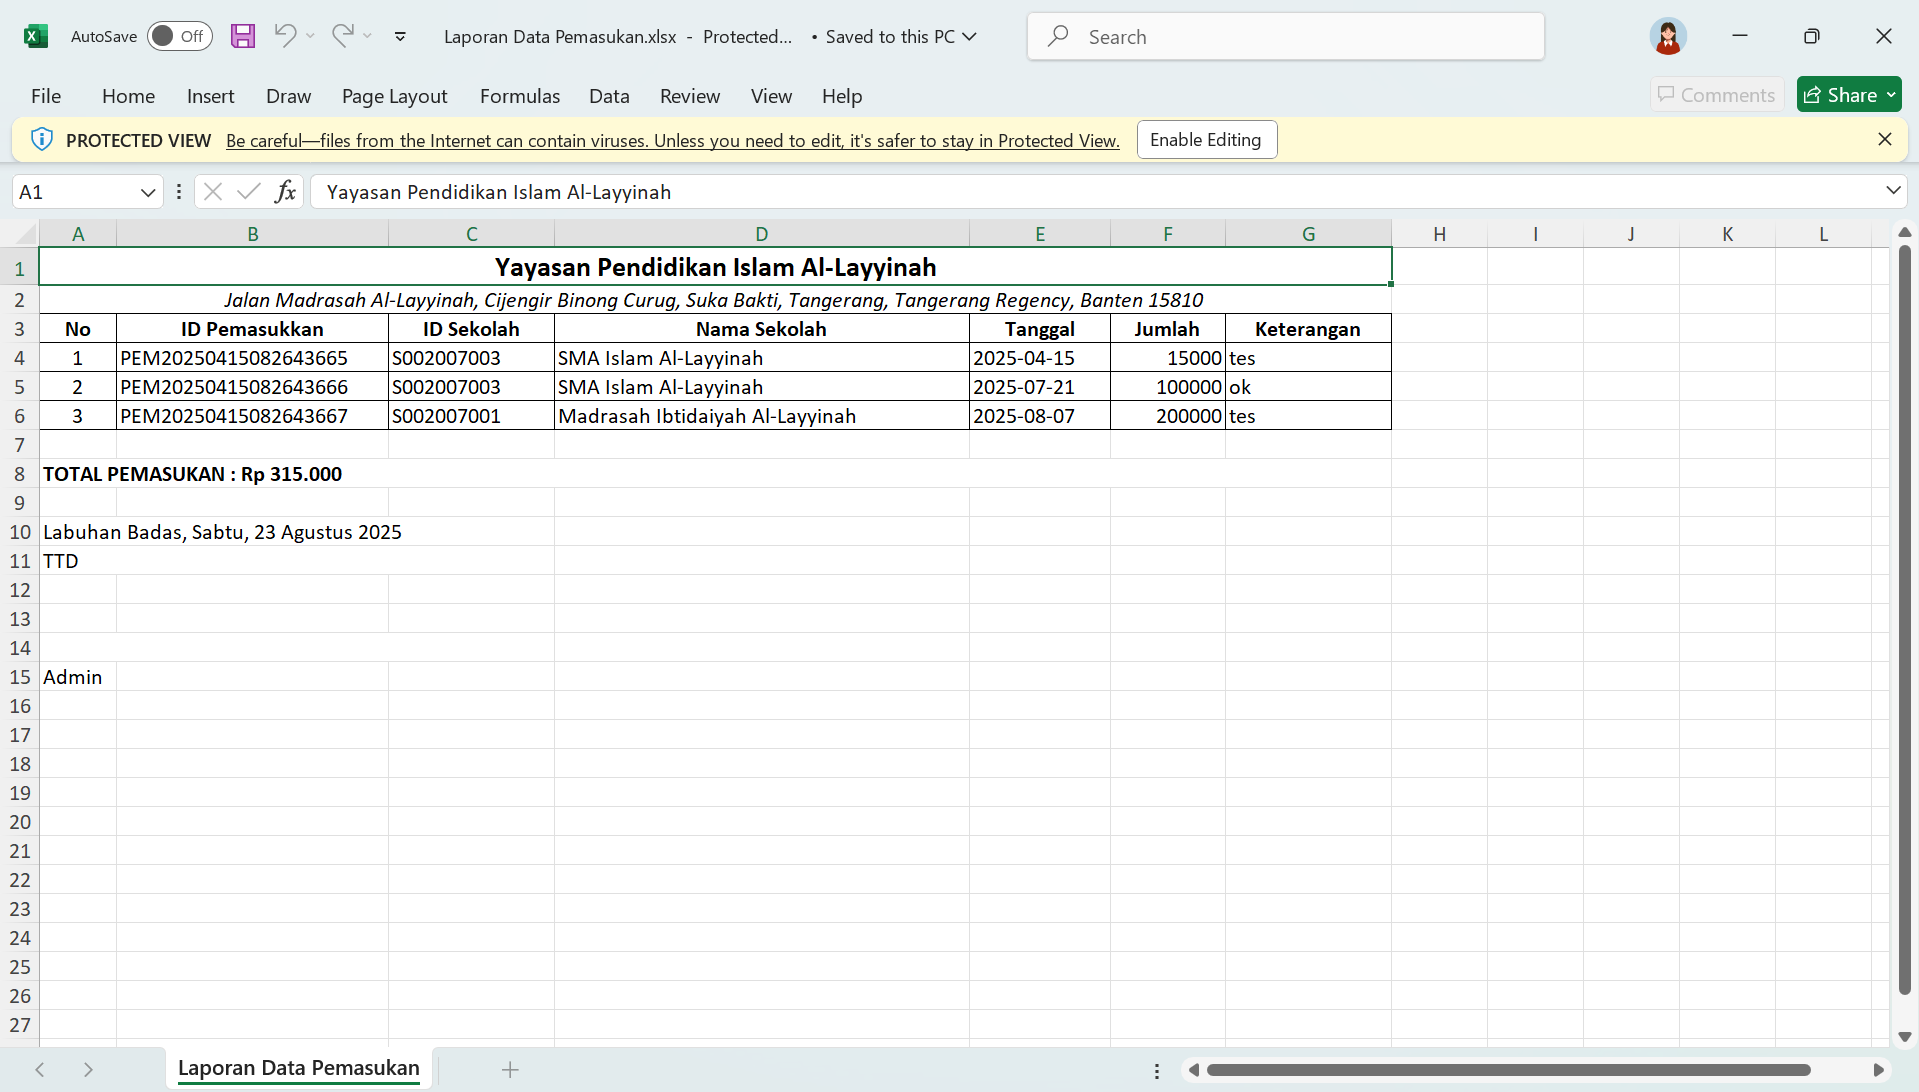 AutoSave Off Laporan Data Pemasukan.xlsx - Protected... • Saved to this PC Search
File Home Insert Draw Page Layout Formulas Data Review View Help Comments Share
PROTECTED VIEW Be careful—files from the Internet can contain viruses. Unless you need to edit, it's safer to stay in Protected View. Enable Editing
A1 fx Yayasan Pendidikan Islam Al-Layyinah
A B C D E F G H I J K L
1 Yayasan Pendidikan Islam Al-Layyinah
2 Jalan Madrasah Al-Layyinah, Cijengir Binong Curug, Suka Bakti, Tangerang, Tangerang Regency, Banten 15810
3 No ID Pemasukkan ID Sekolah Nama Sekolah Tanggal Jumlah Keterangan
4 1 PEM20250415082643665 S002007003 SMA Islam Al-Layyinah 2025-04-15 15000 tes
5 2 PEM20250415082643666 S002007003 SMA Islam Al-Layyinah 2025-07-21 100000 ok
6 3 PEM20250415082643667 S002007001 Madrasah Ibtidaiyah Al-Layyinah 2025-08-07 200000 tes
7
8 TOTAL PEMASUKAN : Rp 315.000
9
10 Labuhan Badas, Sabtu, 23 Agustus 2025
11 TTD
12
13
14
15 Admin
16
17
18
19
20
21
22
23
24
25
26
27
Laporan Data Pemasukan